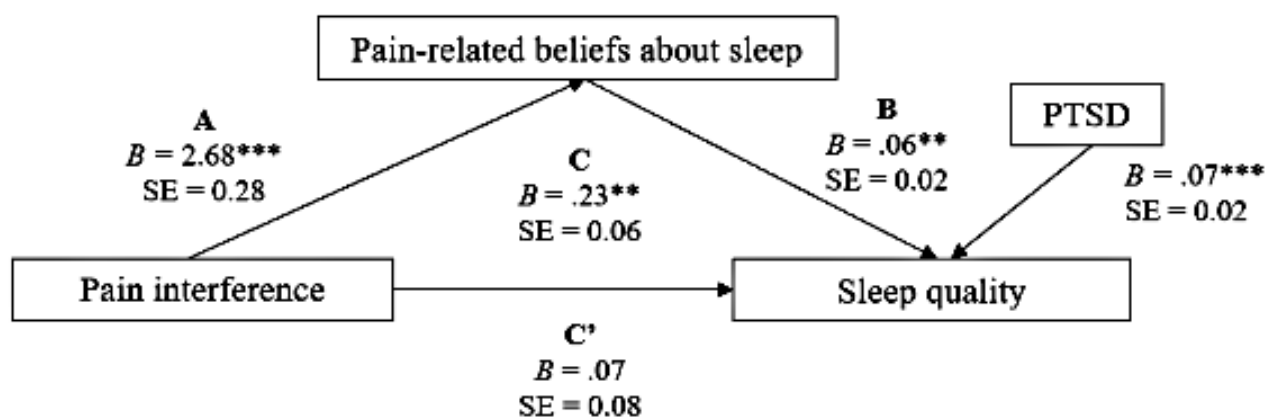 Pain-related beliefs about sleep
PTSD
A
B = 2.68***
SE = 0.28
C
B = .23**
SE = 0.06
B
B = .06**
SE = 0.02
B = .07***
SE = 0.02
Pain interference
Sleep quality
C’
B = .07
SE = 0.08